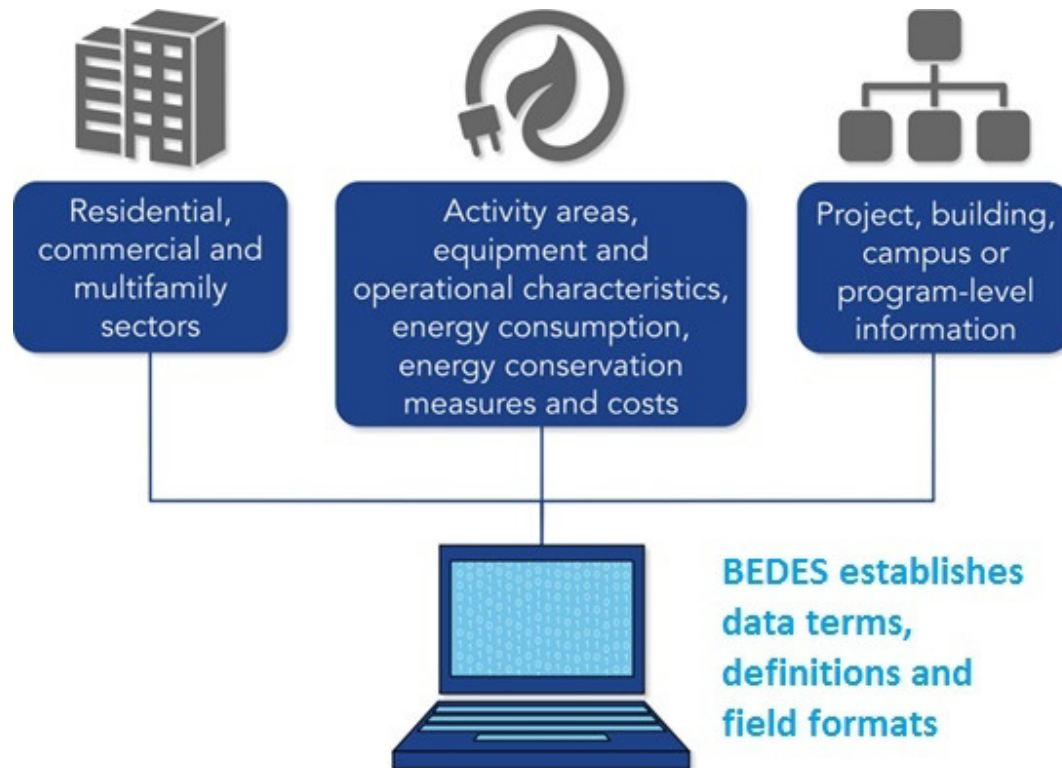 Residential,
commercial and
multifamily
sectors
Activity areas,
equipment and
operational characteristics,
energy consumption,
energy conservation
measures and costs
Project, building,
campus or
program-level
information
BEDES establishes
data terms,
definitions and
field formats